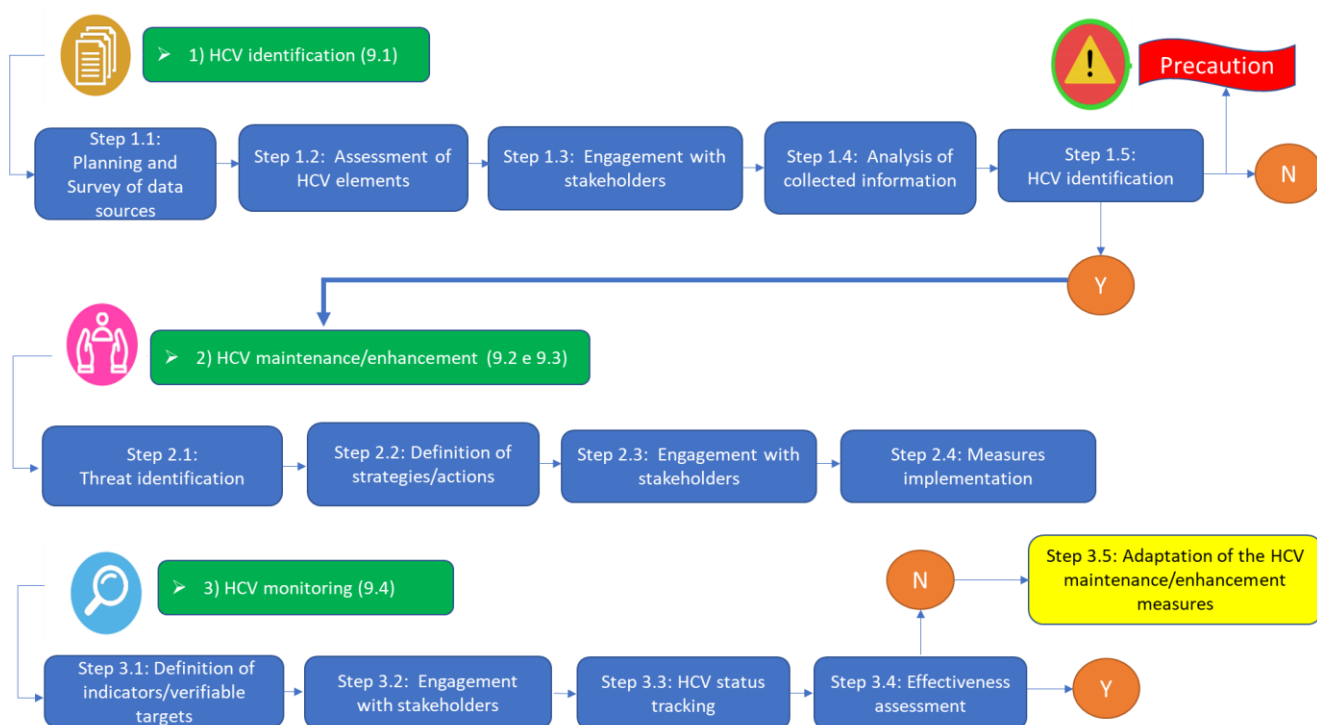 ➢ 1) HCV identification (9.1)
Precaution
Step 1.1:
Planning and
Survey of data
sources
Step 1.2: Assessment of
HCV elements
Step 1.3: Engagement with
stakeholders
Step 1.4: Analysis of
collected information
Step 1.5:
HCV identification
N
Y
➢ 2) HCV maintenance/enhancement (9.2 e 9.3)
Step 2.1:
Threat identification
Step 2.2: Definition of
strategies/actions
Step 2.3: Engagement with
stakeholders
Step 2.4: Measures
implementation
➢ 3) HCV monitoring (9.4)
N
Step 3.5: Adaptation of the HCV
maintenance/enhancement
measures
Step 3.1: Definition of
indicators/verifiable
targets
Step 3.2: Engagement
with stakeholders
Step 3.3: HCV status
tracking
Step 3.4: Effectiveness
assessment
Y